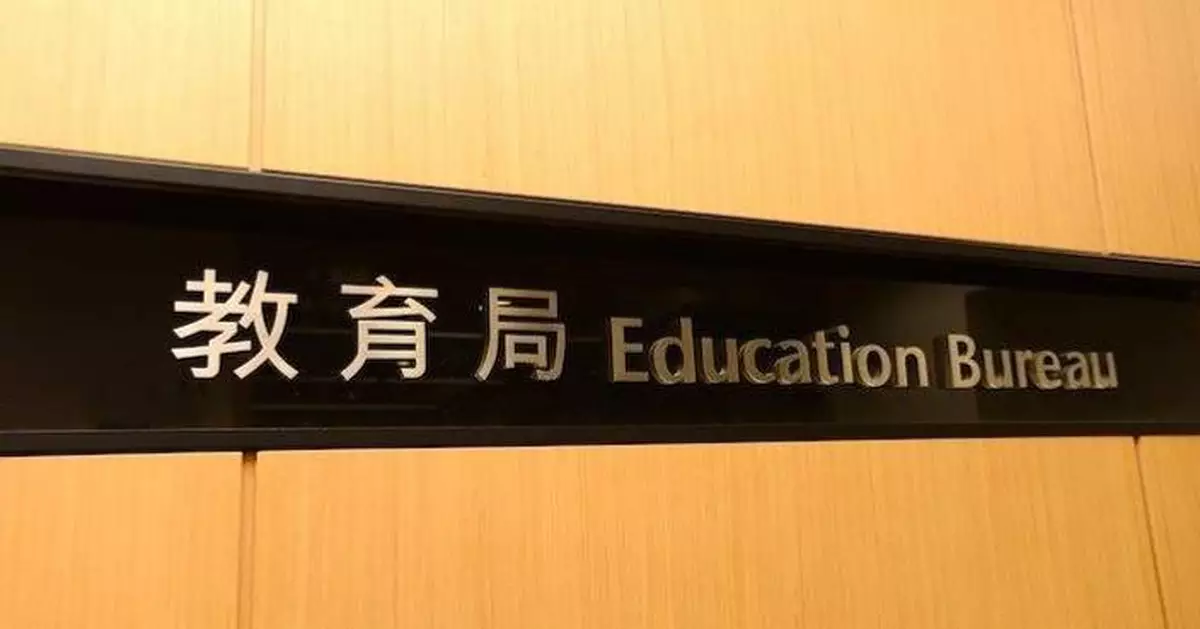 教育局 Education Bureau